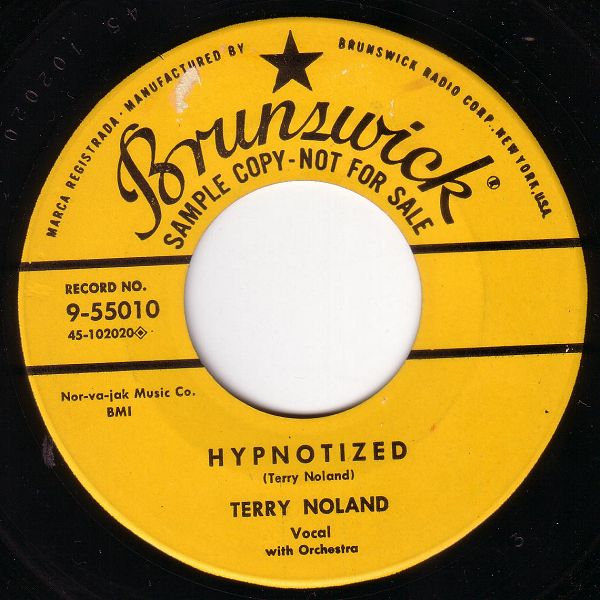 MARCA REGISTRADA · MANUFACTURED BY BRUNSWICK RADIO CORP., NEW YORK, USA
Brunswick ®
SAMPLE COPY-NOT FOR SALE
RECORD NO.
9-55010
45-102020
Nor-va-jak Music Co.
BMI
HYPNOTIZED
(Terry Noland)
TERRY NOLAND
Vocal
with Orchestra
45 102020